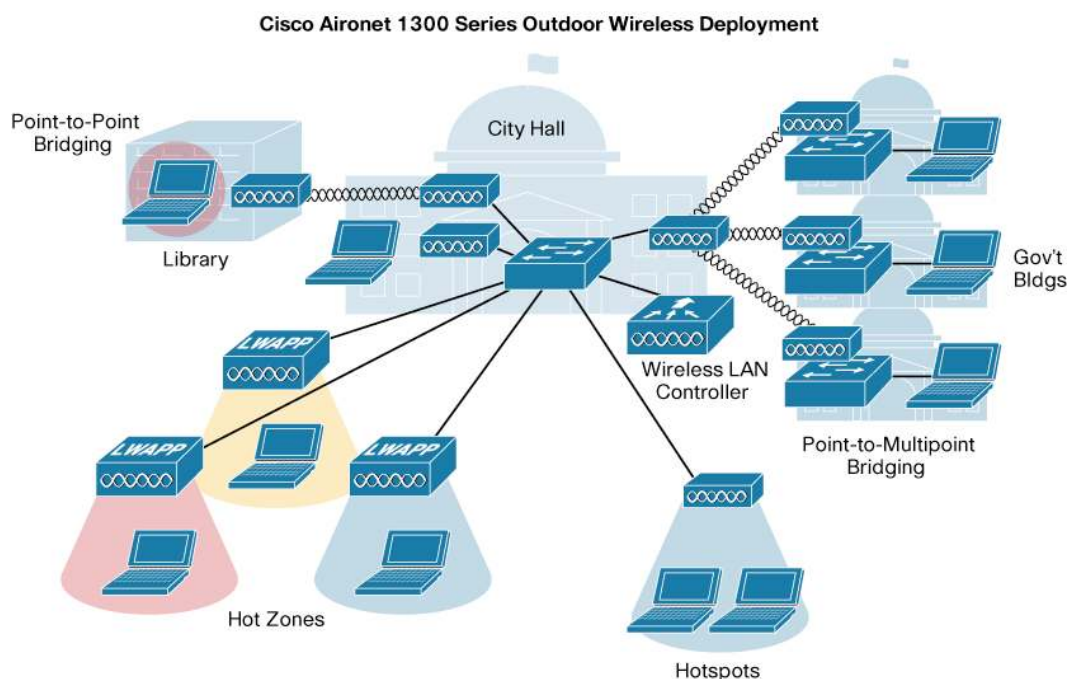 Cisco Aironet 1300 Series Outdoor Wireless Deployment
Point-to-Point
Bridging
City Hall
Library
Gov't
Bldgs
LWAPP
Wireless LAN
Controller
LWAPP
LWAPP
Point-to-Multipoint
Bridging
Hot Zones
Hotspots